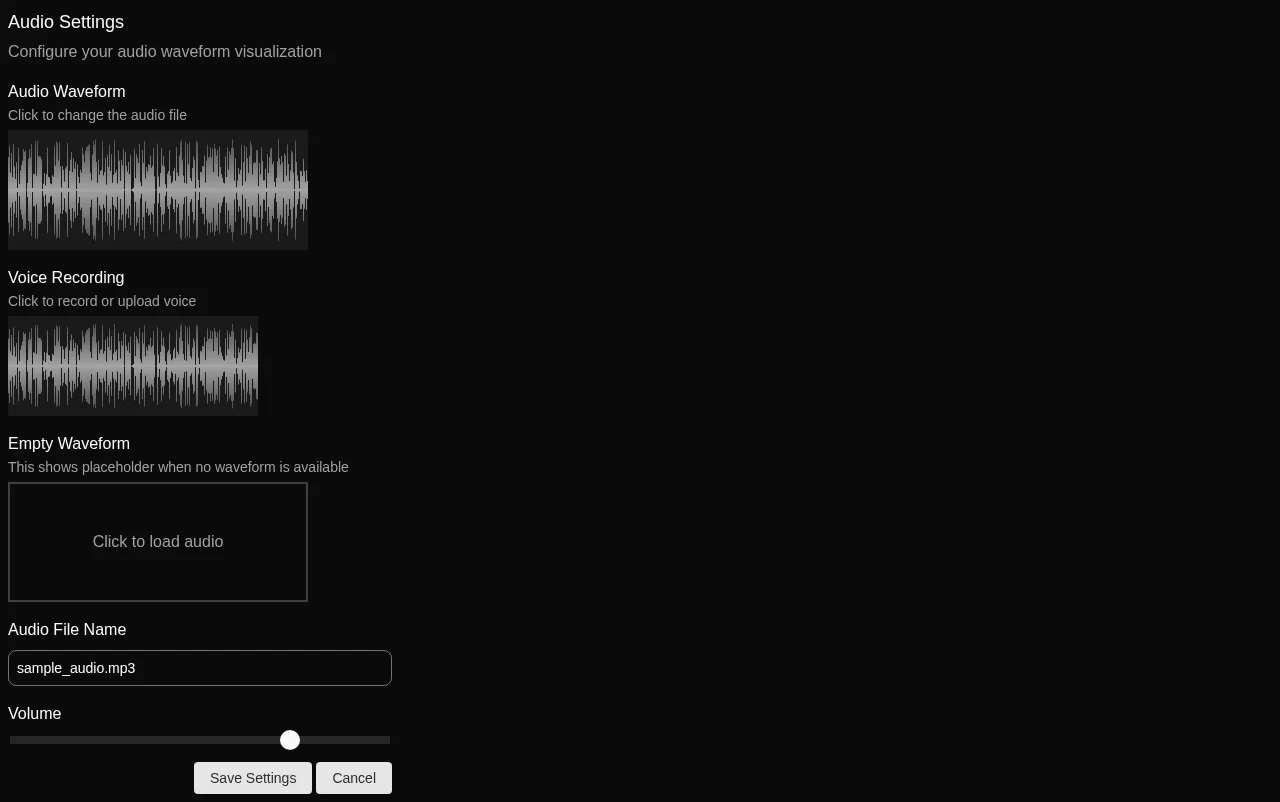 Audio Settings
Configure your audio waveform visualization
Audio Waveform
Click to change the audio file
Voice Recording
Click to record or upload voice
Empty Waveform
This shows placeholder when no waveform is available
Click to load audio
Audio File Name
sample_audio.mp3
Volume
Save Settings Cancel